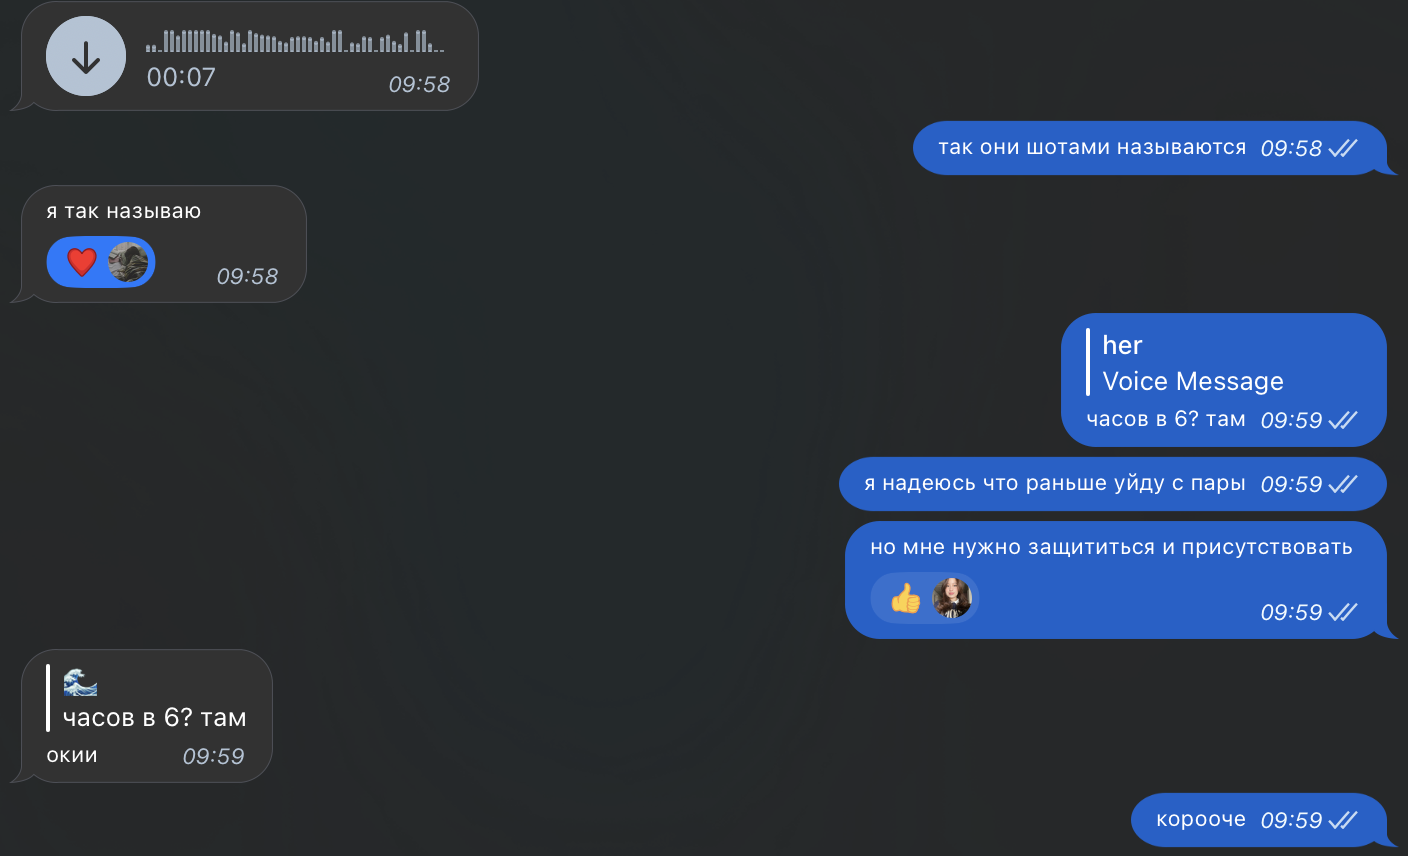 00:07 09:58
так они шотами называются 09:58
я так называю
❤️ 09:58
her
Voice Message
часов в 6? там 09:59
я надеюсь что раньше уйду с пары 09:59
но мне нужно защититься и присутствовать
👍 09:59
🌊
часов в 6? там
окии 09:59
корооче 09:59